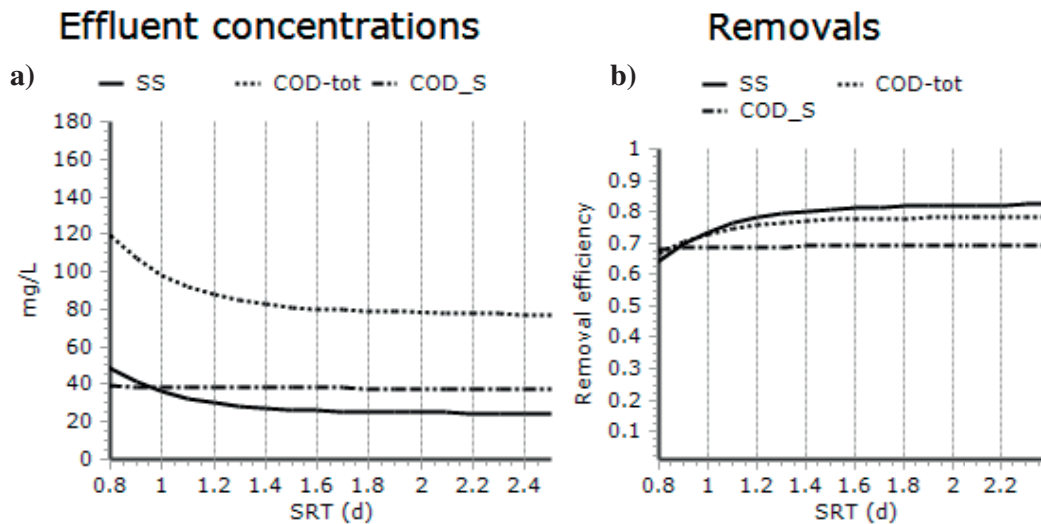 Effluent concentrations
a)
SS COD-tot COD_S
180
160
140
120
100
80
60
40
20
0
mg/L
0.8 1 1.2 1.4 1.6 1.8 2 2.2 2.4
SRT (d)
Removals
b)
SS COD-tot
COD_S
1
0.9
0.8
0.7
0.6
0.5
0.4
0.3
0.2
0.1
Removal efficiency
0.8 1 1.2 1.4 1.6 1.8 2 2.2
SRT (d)